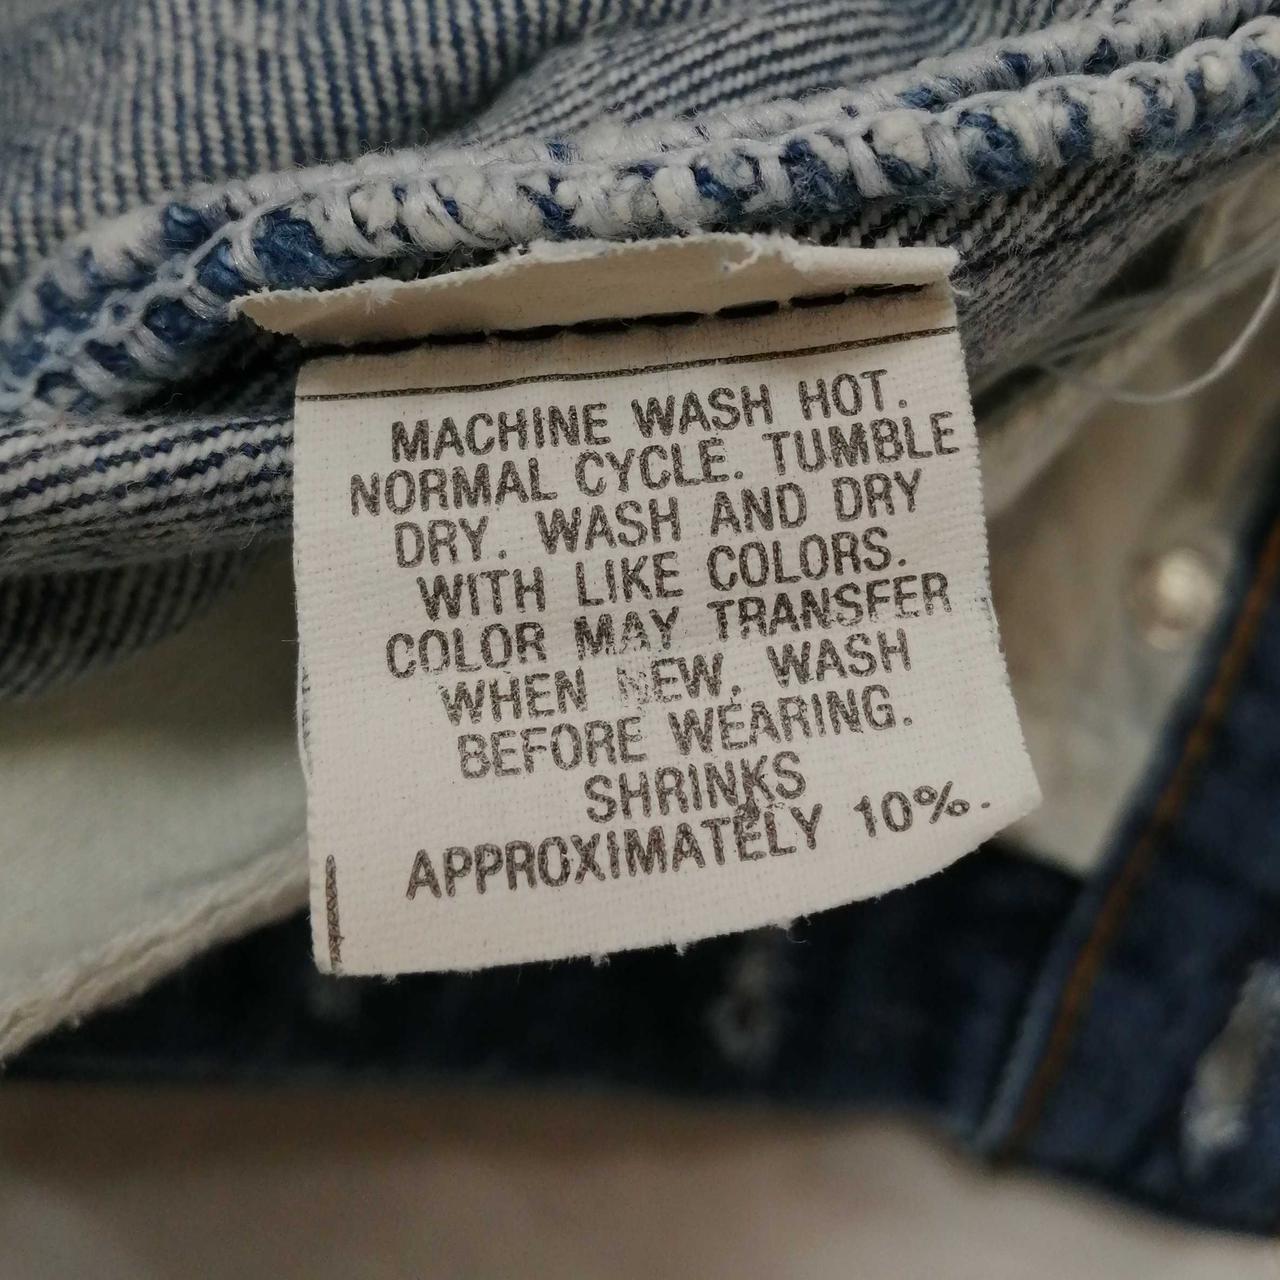 MACHINE WASH HOT.
NORMAL CYCLE. TUMBLE
DRY. WASH AND DRY
WITH LIKE COLORS.
COLOR MAY TRANSFER
WHEN NEW. WASH
BEFORE WEARING.
SHRINKS
APPROXIMATELY 10%.